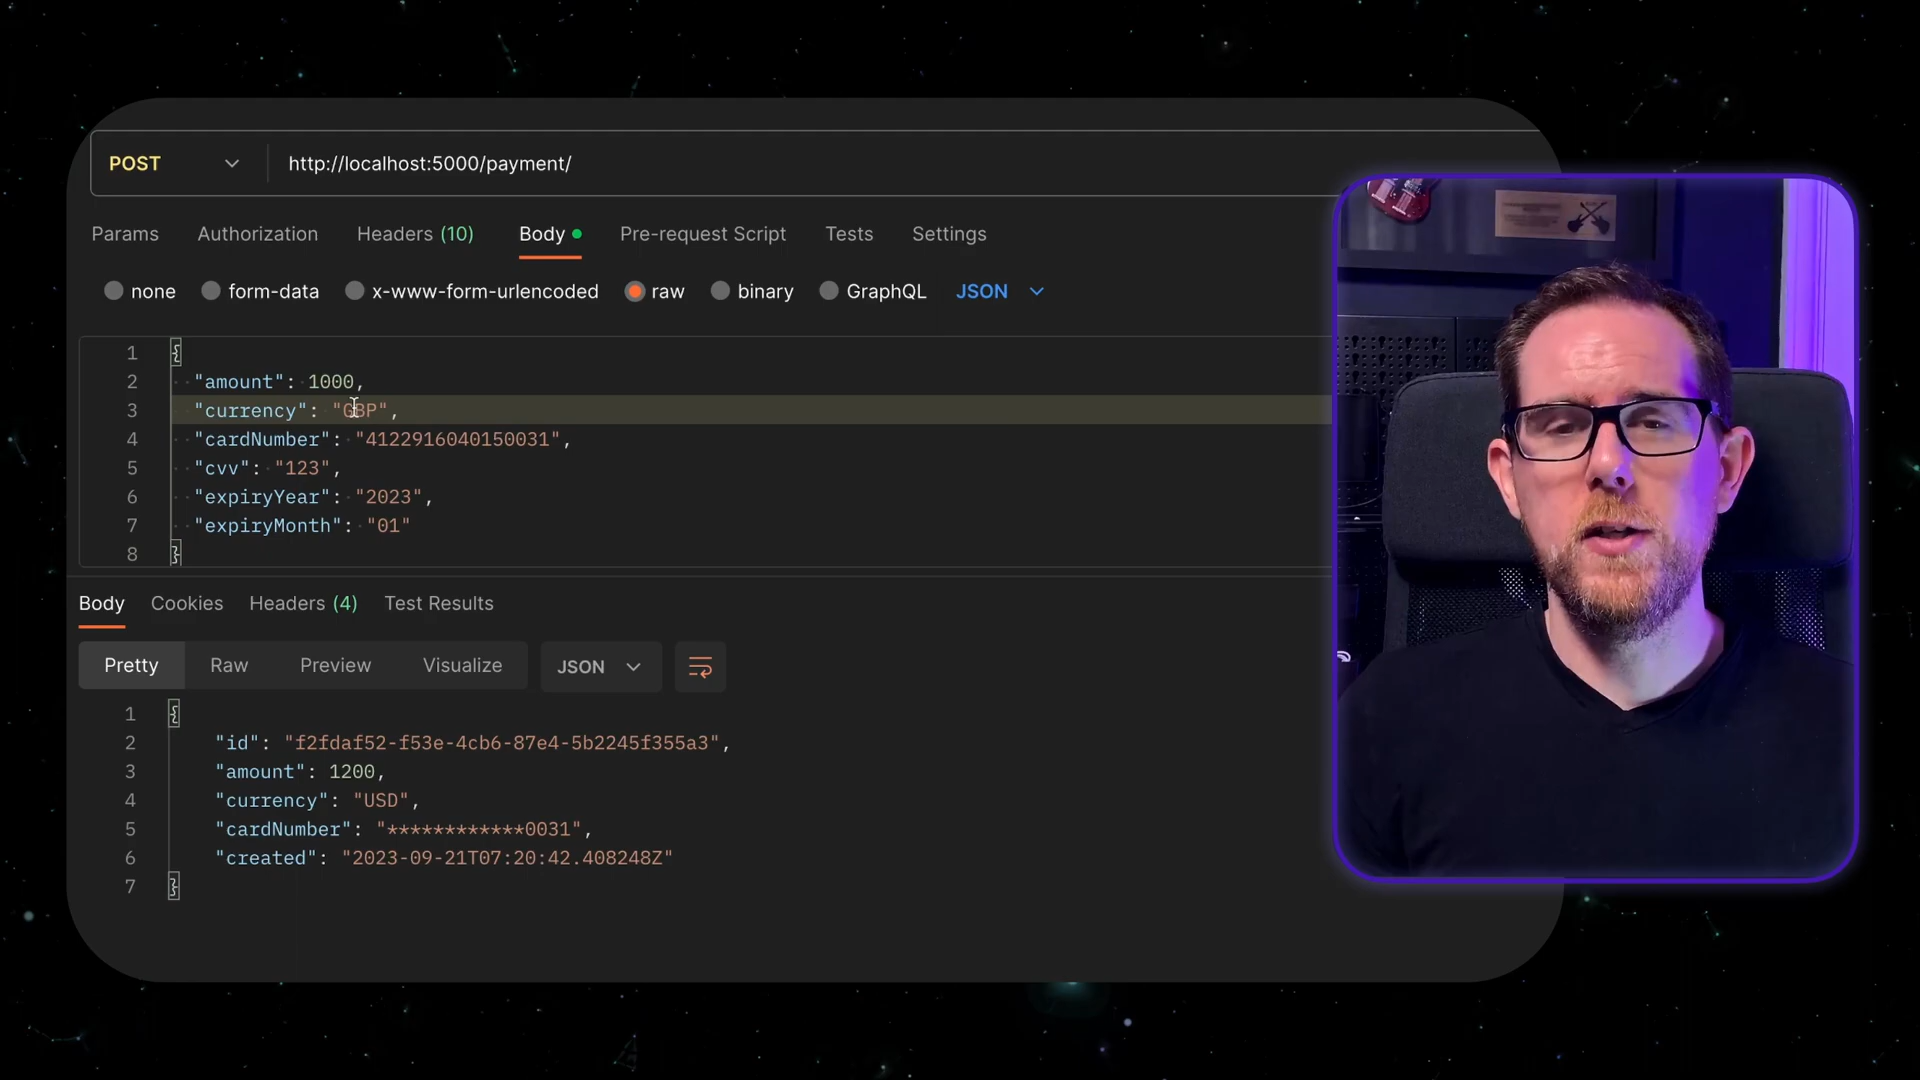 POST http://localhost:5000/payment/
Params Authorization Headers (10) Body Pre-request Script Tests Settings
none form-data x-www-form-urlencoded raw binary GraphQL JSON
1 {
2 "amount": 1000,
3 "currency": "GBP",
4 "cardNumber": "4122916040150031",
5 "cvv": "123",
6 "expiryYear": "2023",
7 "expiryMonth": "01"
8 }
Body Cookies Headers (4) Test Results
Pretty Raw Preview Visualize JSON
1 {
2 "id": "f2fdaf52-f53e-4cb6-87e4-5b2245f355a3",
3 "amount": 1200,
4 "currency": "USD",
5 "cardNumber": "************0031",
6 "created": "2023-09-21T07:20:42.408248Z"
7 }